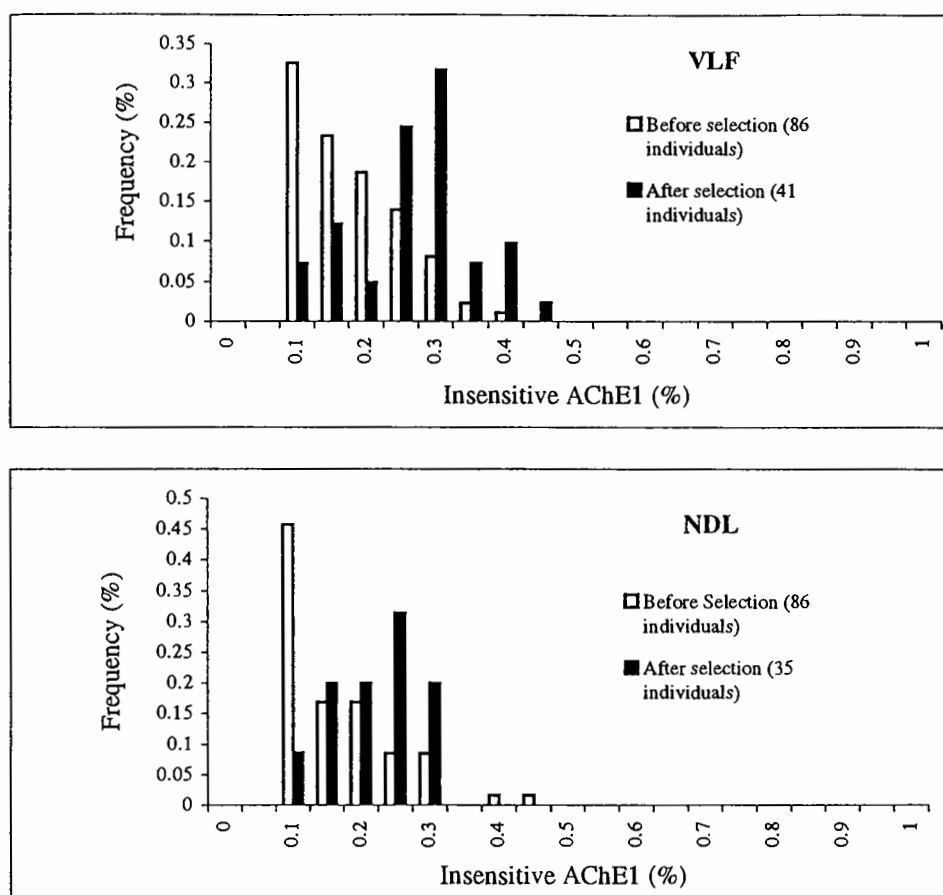 VLF
0.35
0.3
0.25
0.2
0.15
0.1
0.05
0
Frequency (%)
Before selection (86
individuals)
After selection (41
individuals)
0 0.1 0.2 0.3 0.4 0.5 0.6 0.7 0.8 0.9 1
Insensitive AChE1 (%)
NDL
0.5
0.45
0.4
0.35
0.3
0.25
0.2
0.15
0.1
0.05
0
Frequency (%)
Before Selection (86
individuals)
After selection (35
individuals)
0 0.1 0.2 0.3 0.4 0.5 0.6 0.7 0.8 0.9 1
Insensitive AChE1 (%)